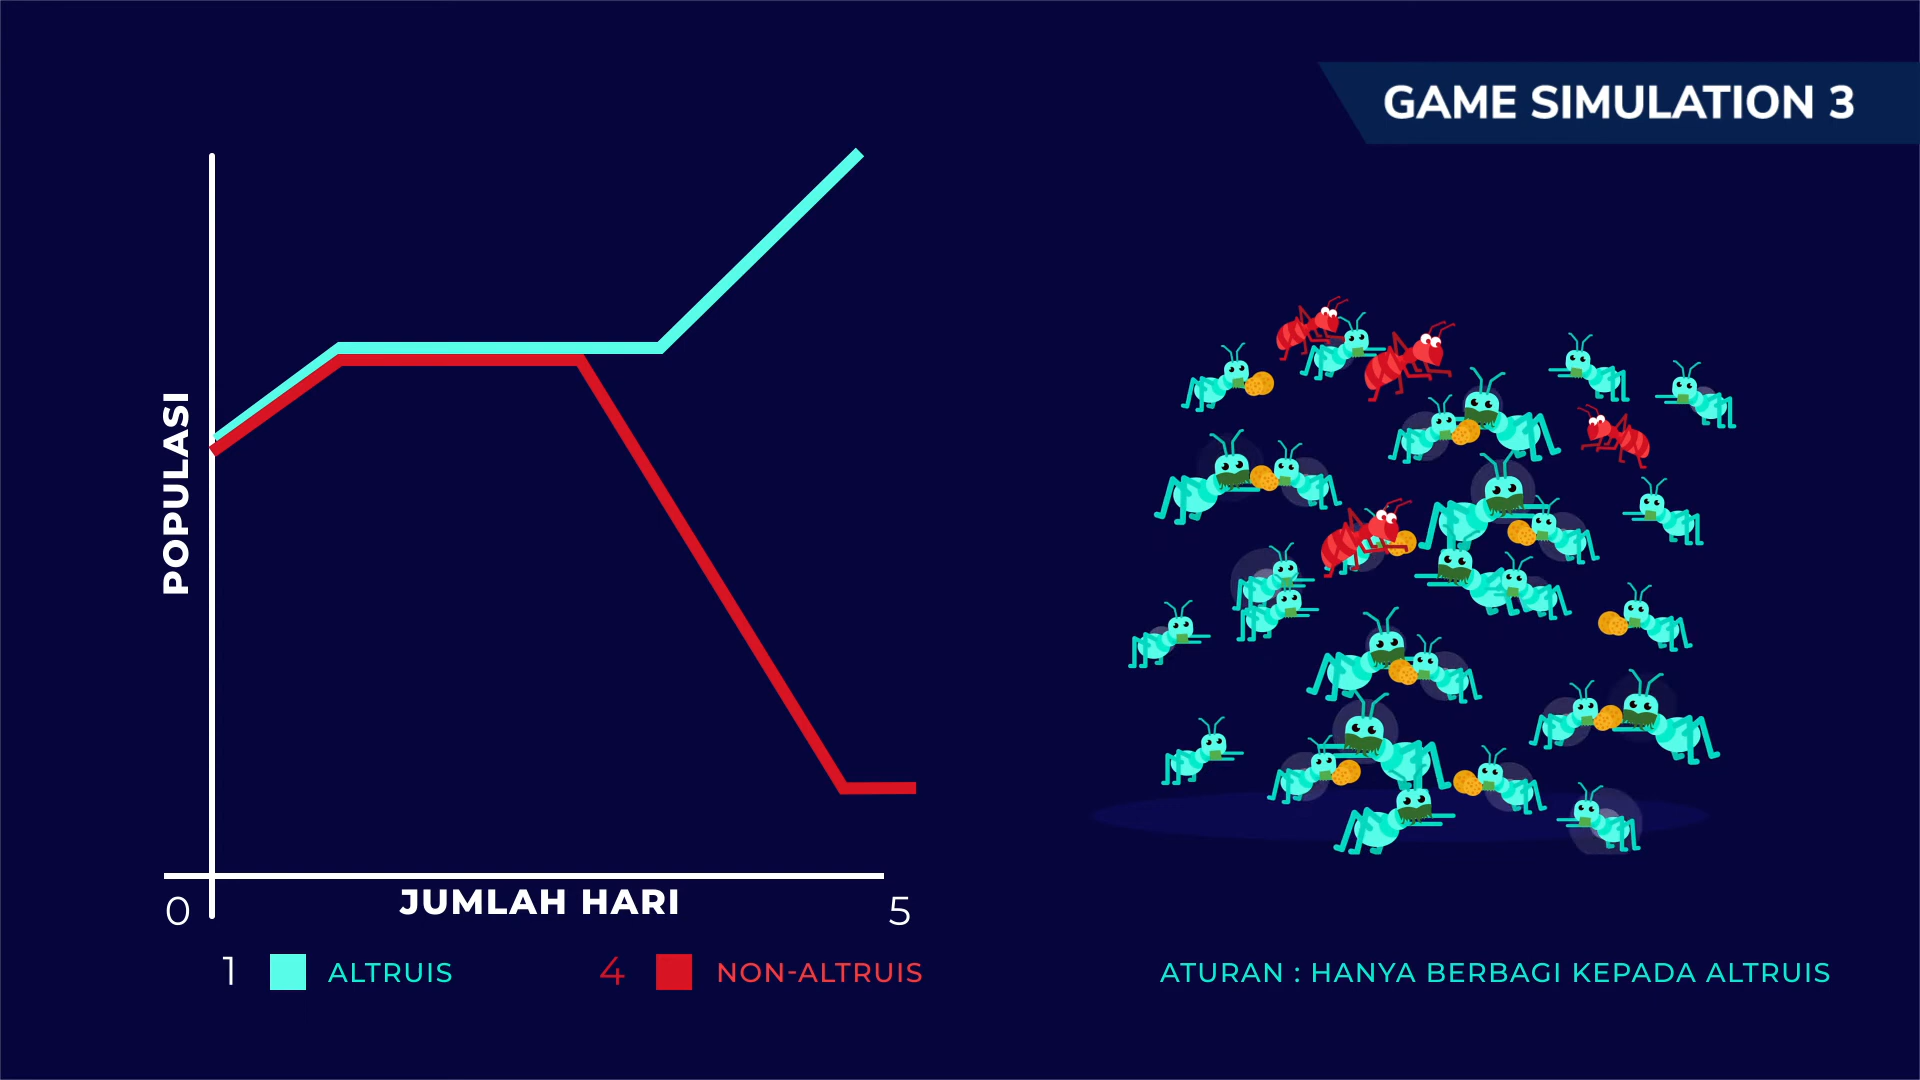 GAME SIMULATION 3
POPULASI
0
JUMLAH HARI
5
1 ALTRUIS 4 NON-ALTRUIS
ATURAN : HANYA BERBAGI KEPADA ALTRUIS